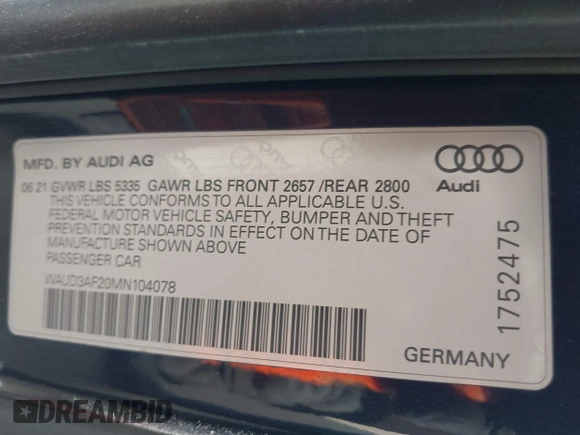 MFD. BY AUDI AG
06 21 GVWR LBS 5335 GAWR LBS FRONT 2657 /REAR 2800
THIS VEHICLE CONFORMS TO ALL APPLICABLE U.S.
FEDERAL MOTOR VEHICLE SAFETY, BUMPER AND THEFT
PREVENTION STANDARDS IN EFFECT ON THE DATE OF
MANUFACTURE SHOWN ABOVE
PASSENGER CAR
WAUD3AF20MN104078
Audi
1752475
GERMANY
DREAMBID